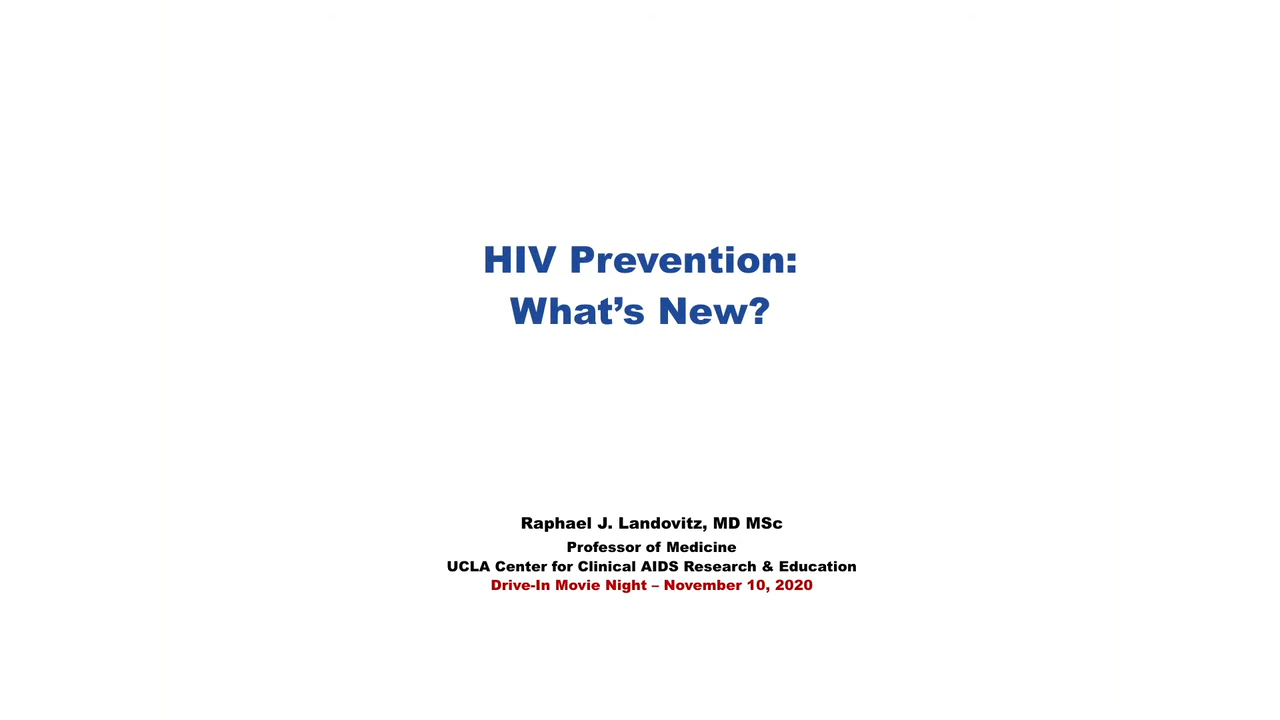 HIV Prevention:
What’s New?
Raphael J. Landovitz, MD MSc
Professor of Medicine
UCLA Center for Clinical AIDS Research & Education
Drive-In Movie Night – November 10, 2020